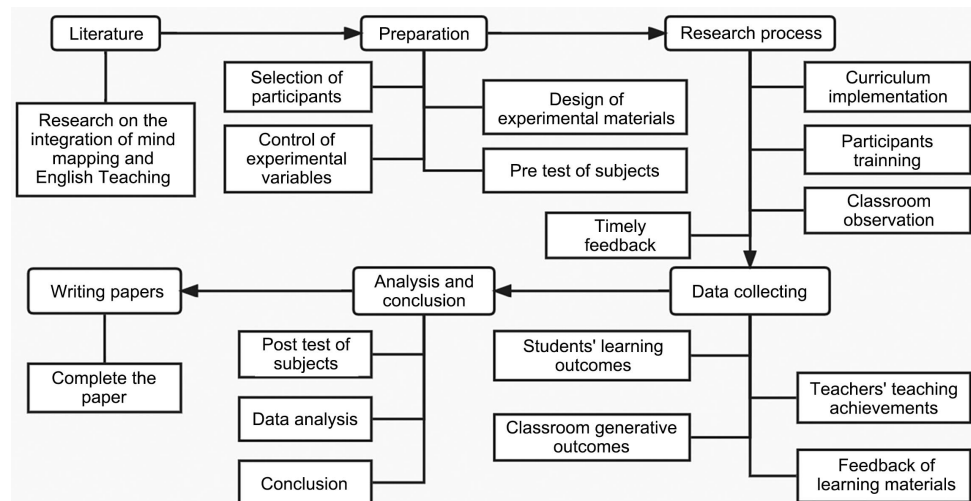 Literature
Preparation
Research process
Research on the
integration of mind
mapping and
English Teaching
Selection of
participants
Control of
experimental
variables
Design of
experimental materials
Pre test of subjects
Curriculum
implementation
Participants
trainning
Classroom
observation
Timely
feedback
Writing papers
Analysis and
conclusion
Data collecting
Complete the
paper
Post test of
subjects
Data analysis
Conclusion
Students' learning
outcomes
Classroom generative
outcomes
Teachers' teaching
achievements
Feedback of
learning materials